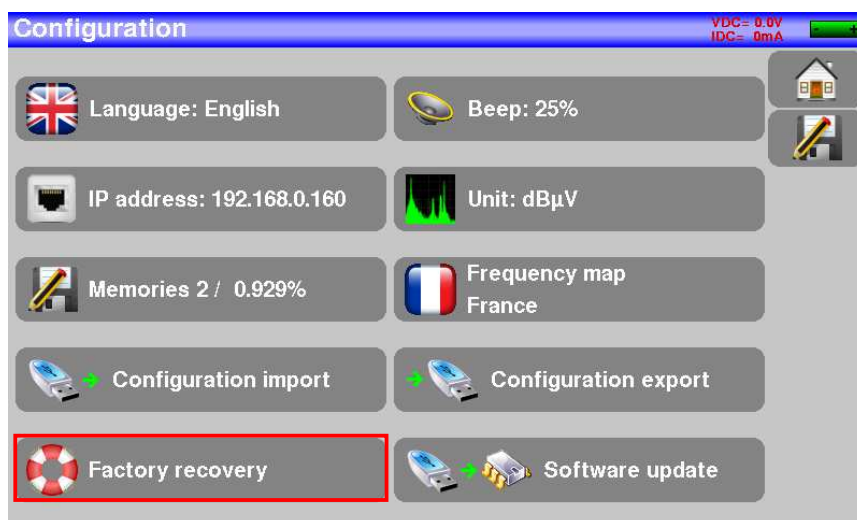 Configuration
VDC= 0.0V
IDC= 0mA
- +
Language: English
Beep: 25%
IP address: 192.168.0.160
Unit: dBµV
Memories 2 / 0.929%
Frequency map
France
Configuration import
Configuration export
Factory recovery
Software update